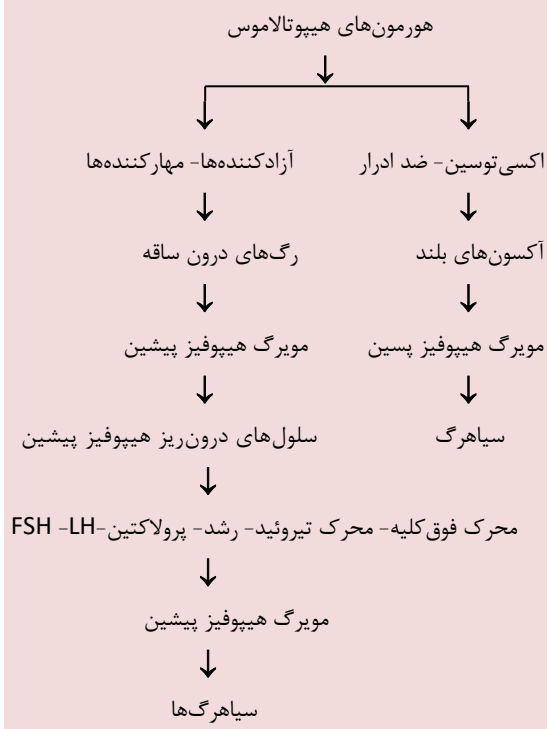 هورمون‌های هیپوتالاموس
اکسی‌توسین- ضد ادرار
آزادکننده‌ها- مهارکننده‌ها
آکسون‌های بلند
رگ‌های درون ساقه
مویرگ هیپوفیز پسین
مویرگ هیپوفیز پیشین
سیاهرگ
سلول‌های درون‌ریز هیپوفیز پیشین
محرک فوق‌کلیه- محرک تیروئید- رشد- پرولاکتین-FSH -LH
مویرگ هیپوفیز پیشین
سیاهرگ‌ها